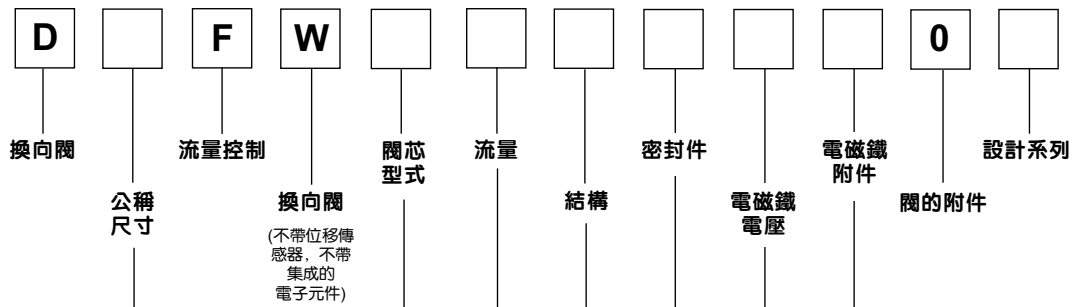 D
F
W
0
換向閥
流量控制
閥芯
型式
流量
密封件
電磁鐵
附件
設計系列
公稱
尺寸
換向閥
(不帶位移傳
感器，不帶
集成的
電子元件)
結構
電磁鐵
電壓
閥的附件